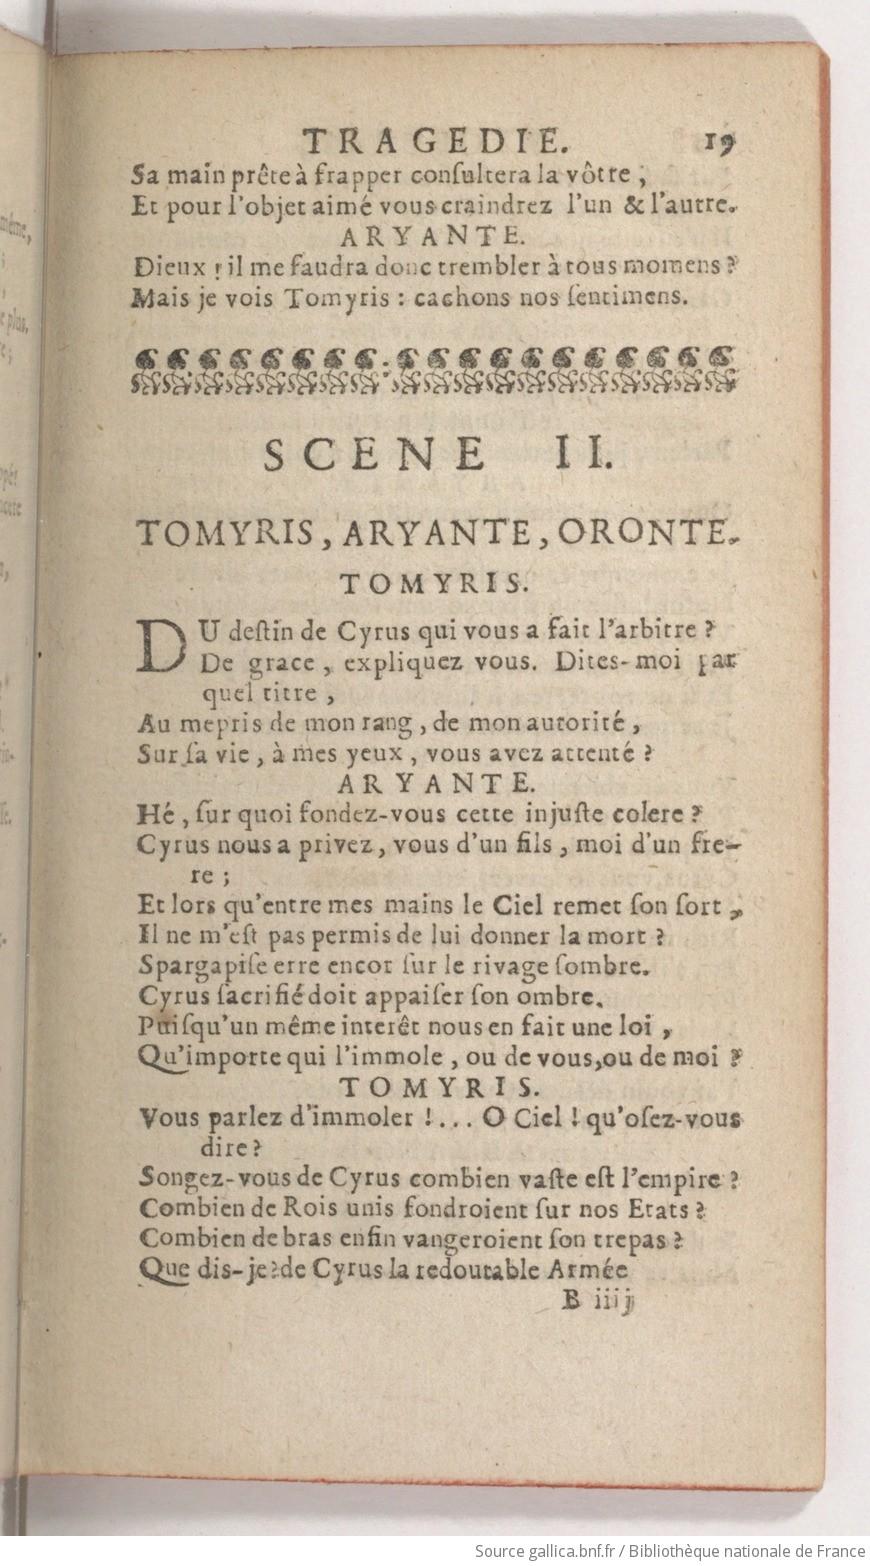 TRAGEDIE. 19
Sa main prête à frapper conſultera la vôtre ;
Et pour l'objet aimé vous craindrez l'un & l'autre.
ARYANTE.
Dieux ! il me faudra donc trembler à tous momens ?
Mais je vois Tomyris : cachons nos ſentimens.
SCENE II.
TOMYRIS, ARYANTE, ORONTE.
TOMYRIS.
DU deſtin de Cyrus qui vous a fait l'arbitre ?
De grace, expliquez vous. Dites-moi par
quel titre,
Au mepris de mon rang, de mon autorité,
Sur ſa vie, à mes yeux, vous avez attenté ?
ARYANTE.
Hé, ſur quoi fondez-vous cette injuſte colere ?
Cyrus nous a privez, vous d'un fils, moi d'un fre-
re ;
Et lors qu'entre mes mains le Ciel remet ſon ſort,
Il ne m'eſt pas permis de lui donner la mort ?
Spargapiſe erre encor ſur le rivage ſombre.
Cyrus ſacrifié doit appaiſer ſon ombre.
Puiſqu'un même interêt nous en fait une loi,
Qu'importe qui l'immole, ou de vous, ou de moi ?
TOMYRIS.
Vous parlez d'immoler !... O Ciel ! qu'oſez-vous
dire ?
Songez-vous de Cyrus combien vaſte eſt l'empire ?
Combien de Rois unis fondroient ſur nos Etats ?
Combien de bras enfin vangeroient ſon trepas ?
Que dis-je ? de Cyrus la redoutable Armée
B iiij
Source gallica.bnf.fr / Bibliothèque nationale de France